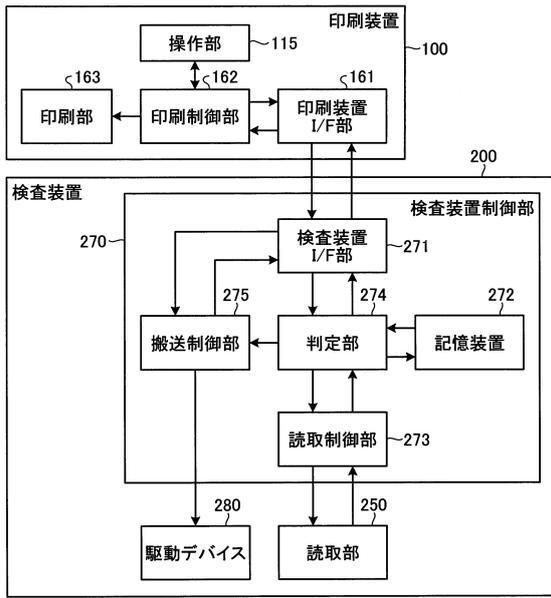 印刷装置
100
操作部
115
163
162
161
印刷部
印刷制御部
印刷装置
I/F部
200
検査装置
検査装置制御部
270
検査装置
I/F部
271
275
274
272
搬送制御部
判定部
記憶装置
読取制御部
273
280
250
駆動デバイス
読取部